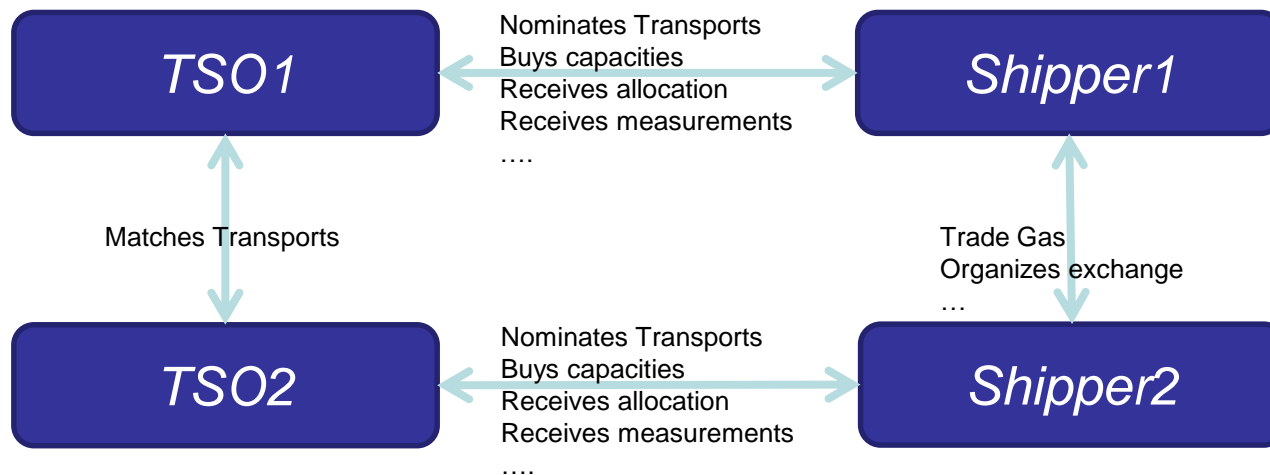 TSO1
Nominates Transports
Buys capacities
Receives allocation
Receives measurements
….
Shipper1
Matches Transports
Trade Gas
Organizes exchange
…
TSO2
Nominates Transports
Buys capacities
Receives allocation
Receives measurements
….
Shipper2